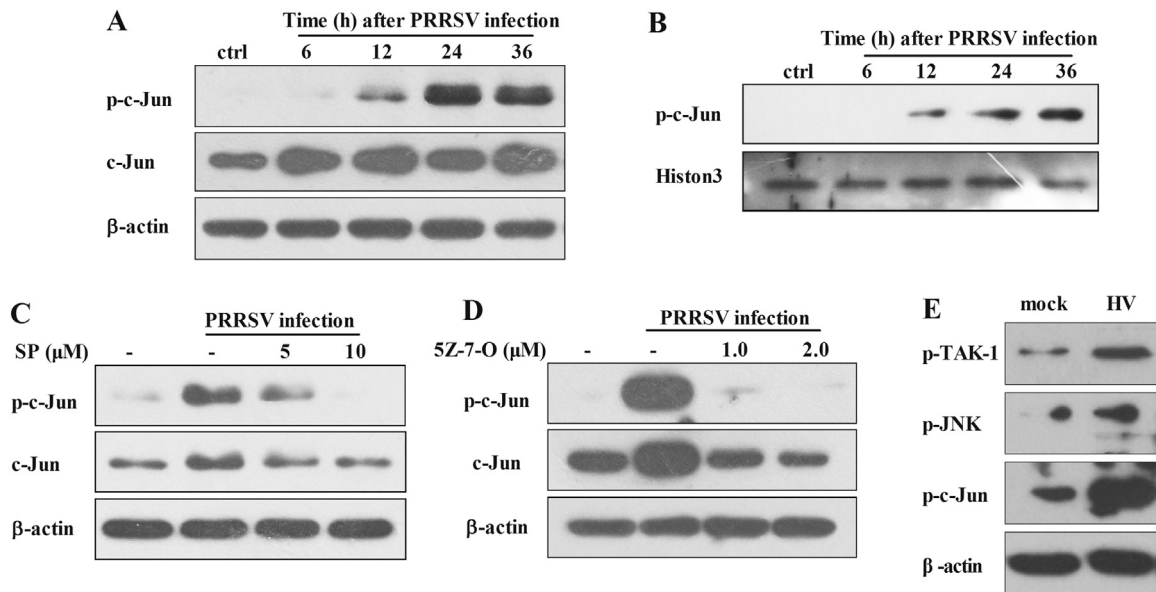 A
Time (h) after PRRSV infection
ctrl 6 12 24 36
p-c-Jun
c-Jun
β-actin
B
Time (h) after PRRSV infection
ctrl 6 12 24 36
p-c-Jun
Histon3
C
PRRSV infection
SP (μM) - - 5 10
p-c-Jun
c-Jun
β-actin
D
PRRSV infection
5Z-7-O (μM) - - 1.0 2.0
p-c-Jun
c-Jun
β-actin
E
mock HV
p-TAK-1
p-JNK
p-c-Jun
β-actin